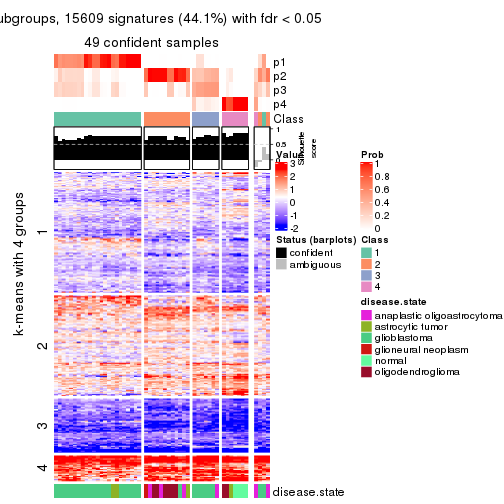 ubgroups, 15609 signatures (44.1%) with fdr < 0.05
49 confident samples
p1
p2
p3
p4
Class
1
0.5
0
Silhouette
score
Value
3
2
1
0
-1
-2
Prob
1
0.8
0.6
0.4
0.2
0
Status (barplots)
confident
ambiguous
Class
1
2
3
4
disease.state
anaplastic oligoastrocytoma
astrocytic tumor
glioblastoma
glioneural neoplasm
normal
oligodendroglioma
k-means with 4 groups
1
2
3
4
disease.state